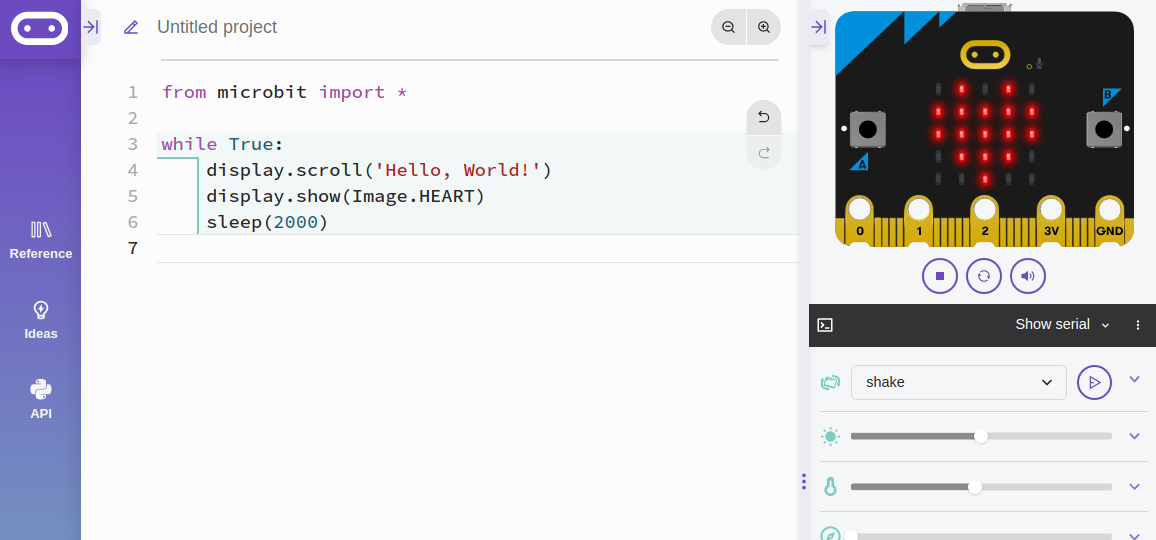 Untitled project
1 from microbit import *
2
3 while True:
4     display.scroll('Hello, World!')
5     display.show(Image.HEART)
6     sleep(2000)
7
Reference
Ideas
API
B
A
0 1 2 3V GND
Show serial
shake